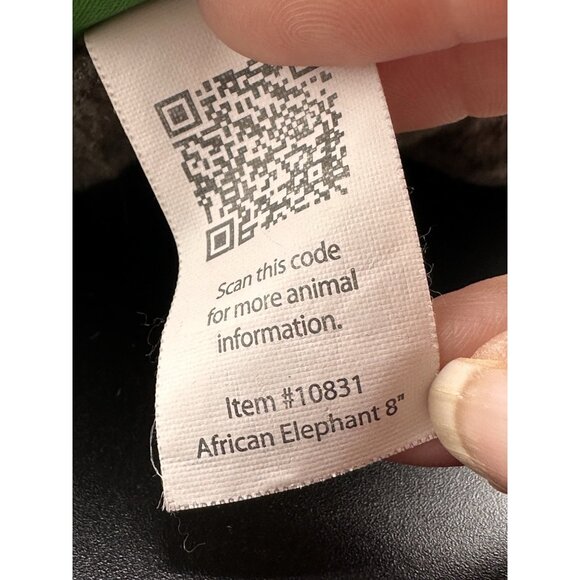 Scan this code
for more animal
information.
Item #10831
African Elephant 8"